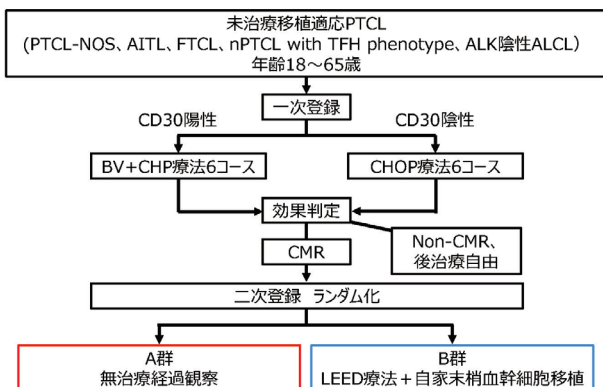 未治療移植適応PTCL
(PTCL-NOS、AITL、FTCL、nPTCL with TFH phenotype、ALK陰性ALCL)
年齢18～65歳
一次登録
CD30陽性
CD30陰性
BV+CHP療法6コース
CHOP療法6コース
効果判定
Non-CMR、
後治療自由
CMR
二次登録 ランダム化
A群
無治療経過観察
B群
LEED療法＋自家末梢血幹細胞移植